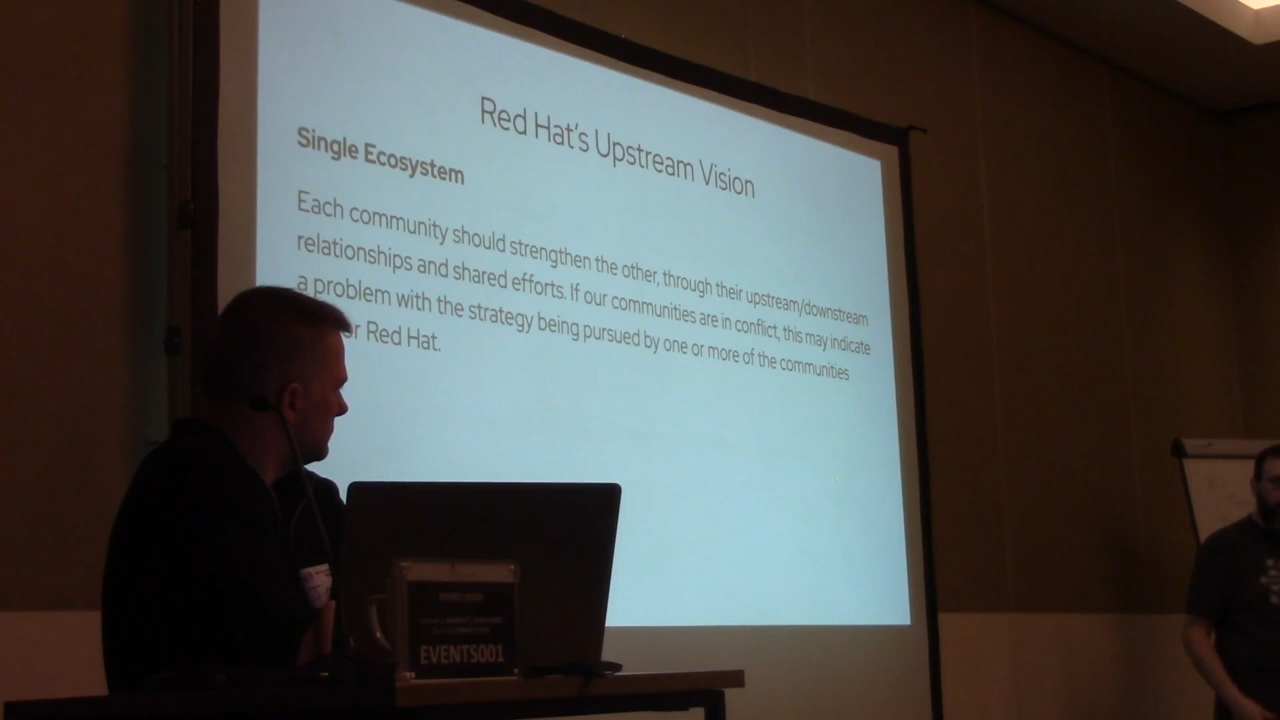 Red Hat's Upstream Vision
Single Ecosystem
Each community should strengthen the other, through their upstream/downstream
relationships and shared efforts. If our communities are in conflict, this may indicate
a problem with the strategy being pursued by one or more of the communities
or Red Hat.
EVENTS001